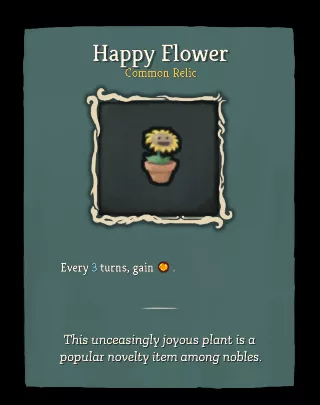 Happy Flower
Common Relic
Every 3 turns, gain .
This unceasingly joyous plant is a
popular novelty item among nobles.